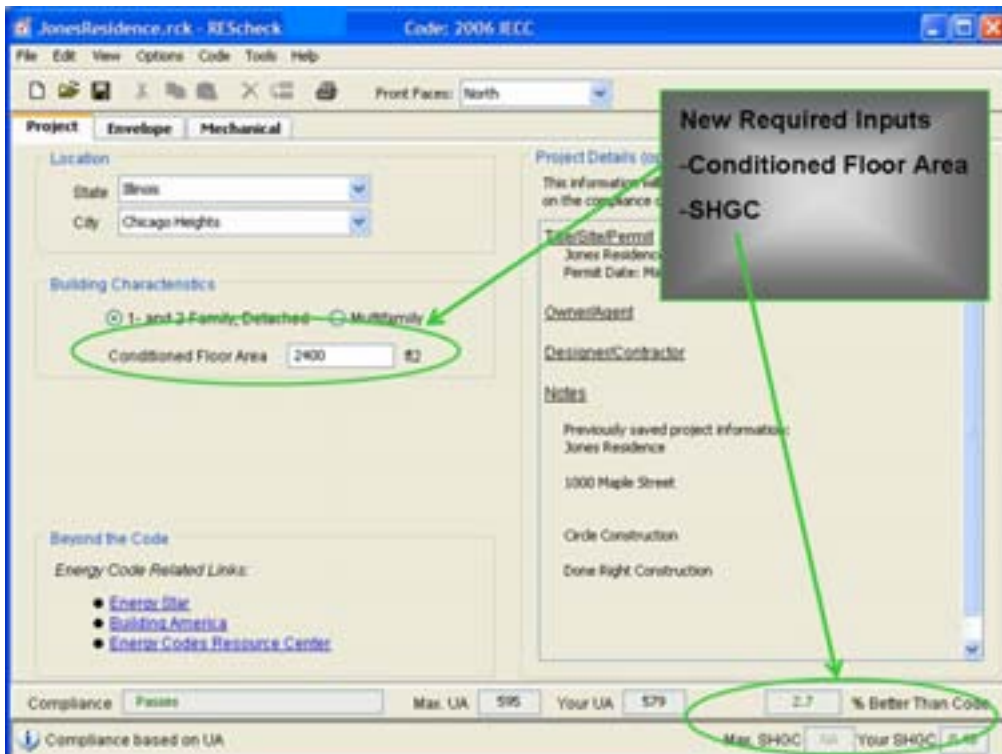 JonesResidence.rck - REScheck Code: 2006 IECC
File Edit View Options Code Tools Help
Front Faces: North
Project Envelope Mechanical
New Required Inputs
-Conditioned Floor Area
-SHGC
Location
State Illinois
City Chicago Heights
Building Characteristics
1- and 2 Family, Detached Multifamily
Conditioned Floor Area 2400 ft2
Beyond the Code
Energy Code Related Links:
Energy Star
Building America
Energy Codes Resource Center
Project Details
This information
on the compliance
Title/Site/Permit
Jones Residence
Permit Date:
Owner/Agent
Designer/Contractor
Notes
Previously saved project information:
Jones Residence
1000 Maple Street
Circle Construction
Done Right Construction
Compliance Passes Max. UA 595 Your UA 579 2.7 % Better Than Code
Compliance based on UA Max. SHGC NA Your SHGC